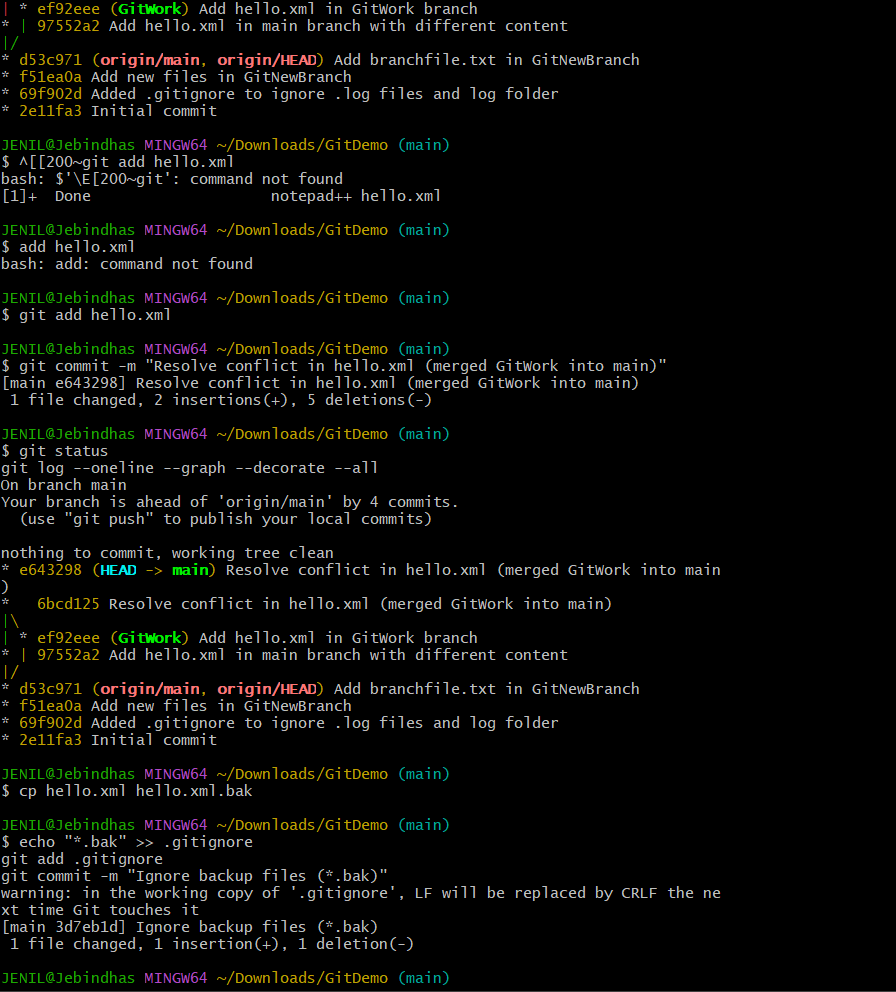 | * ef92eee (GitWork) Add hello.xml in GitWork branch
* | 97552a2 Add hello.xml in main branch with different content
|/
* d53c971 (origin/main, origin/HEAD) Add branchfile.txt in GitNewBranch
* f51ea0a Add new files in GitNewBranch
* 69f902d Added .gitignore to ignore .log files and log folder
* 2e11fa3 Initial commit

JENIL@Jebindhas MINGW64 ~/Downloads/GitDemo (main)
$ ^[[200~git add hello.xml
bash: $'\E[200~git': command not found
[1]+  Done                    notepad++ hello.xml

JENIL@Jebindhas MINGW64 ~/Downloads/GitDemo (main)
$ add hello.xml
bash: add: command not found

JENIL@Jebindhas MINGW64 ~/Downloads/GitDemo (main)
$ git add hello.xml

JENIL@Jebindhas MINGW64 ~/Downloads/GitDemo (main)
$ git commit -m "Resolve conflict in hello.xml (merged GitWork into main)"
[main e643298] Resolve conflict in hello.xml (merged GitWork into main)
 1 file changed, 2 insertions(+), 5 deletions(-)

JENIL@Jebindhas MINGW64 ~/Downloads/GitDemo (main)
$ git status
git log --oneline --graph --decorate --all
On branch main
Your branch is ahead of 'origin/main' by 4 commits.
  (use "git push" to publish your local commits)

nothing to commit, working tree clean
* e643298 (HEAD -> main) Resolve conflict in hello.xml (merged GitWork into main
)
*   6bcd125 Resolve conflict in hello.xml (merged GitWork into main)
|\
| * ef92eee (GitWork) Add hello.xml in GitWork branch
* | 97552a2 Add hello.xml in main branch with different content
|/
* d53c971 (origin/main, origin/HEAD) Add branchfile.txt in GitNewBranch
* f51ea0a Add new files in GitNewBranch
* 69f902d Added .gitignore to ignore .log files and log folder
* 2e11fa3 Initial commit

JENIL@Jebindhas MINGW64 ~/Downloads/GitDemo (main)
$ cp hello.xml hello.xml.bak

JENIL@Jebindhas MINGW64 ~/Downloads/GitDemo (main)
$ echo "*.bak" >> .gitignore
git add .gitignore
git commit -m "Ignore backup files (*.bak)"
warning: in the working copy of '.gitignore', LF will be replaced by CRLF the ne
xt time Git touches it
[main 3d7eb1d] Ignore backup files (*.bak)
 1 file changed, 1 insertion(+), 1 deletion(-)

JENIL@Jebindhas MINGW64 ~/Downloads/GitDemo (main)